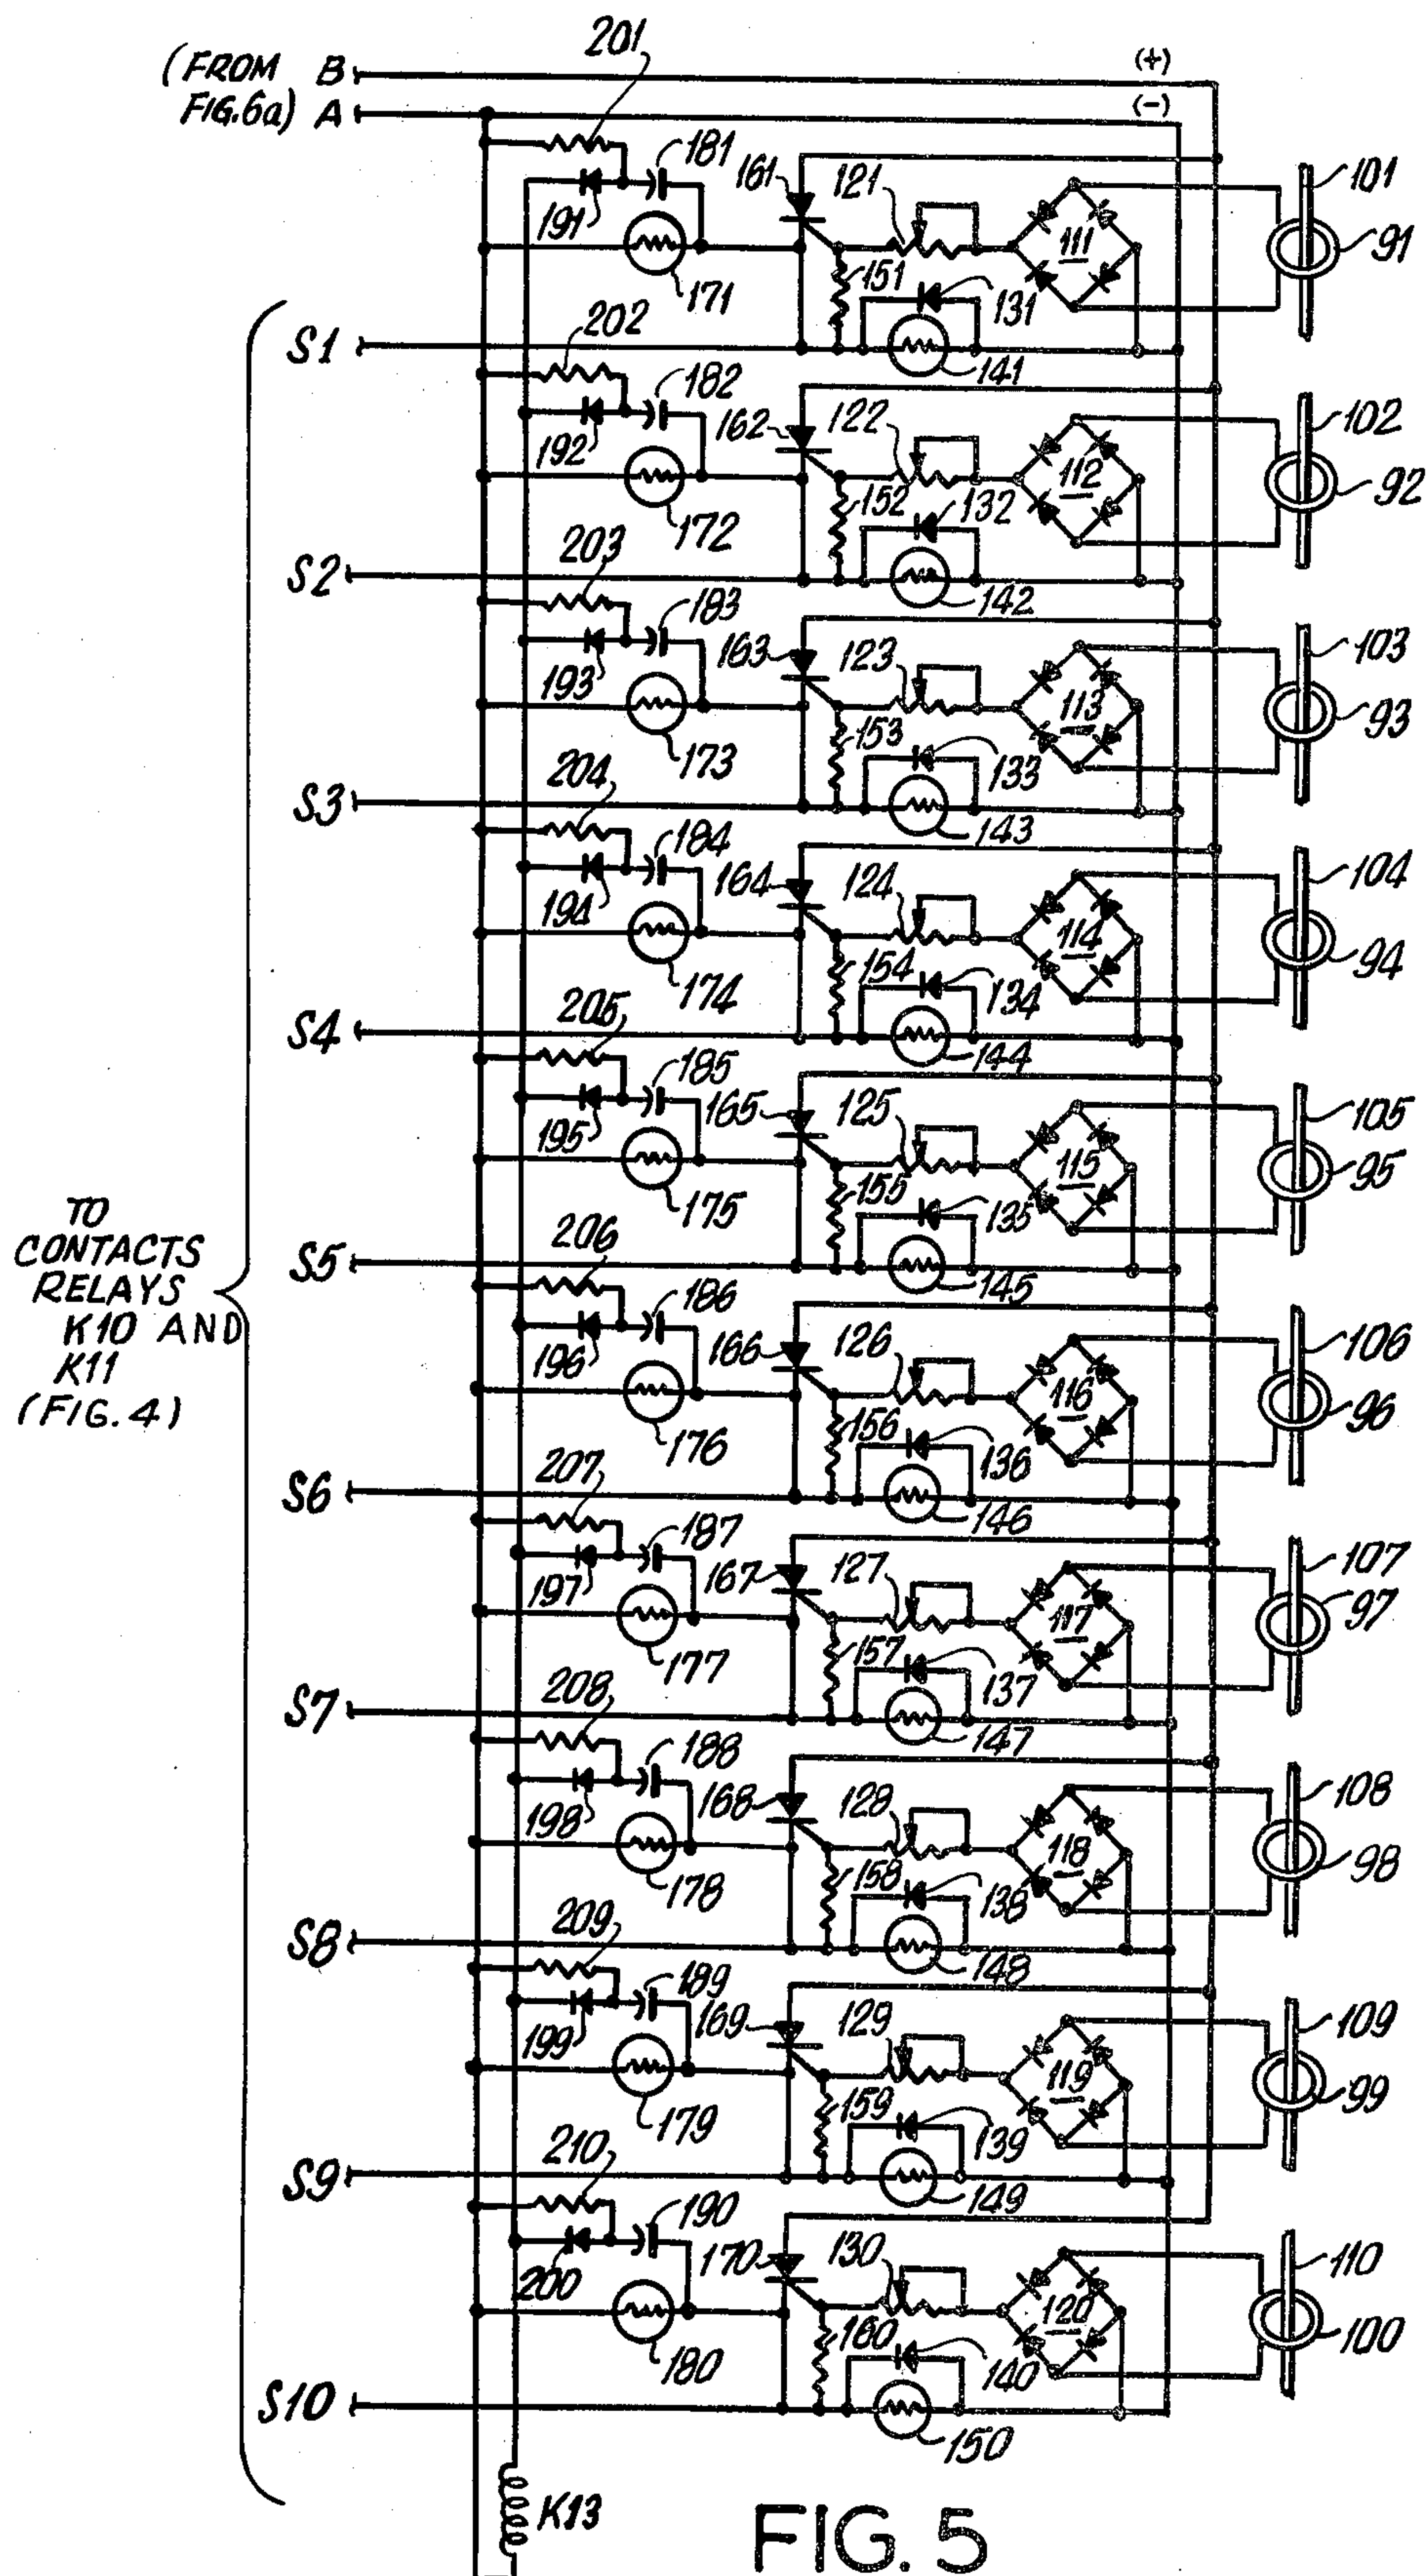 (FROM B (+)
FIG.6a) A (-)
201
181 161 121 101
191 111 91
171 151 131
S1 202 141
182 162 122 102
192 112 92
172 152 132
S2 203 142
183 163 123 103
193 113 93
173 153 133
S3 204 143
184 164 124 104
194 114 94
174 154 134
S4 205 144
185 165 125 105
195 115 95
175 155 135
TO
CONTACTS
RELAYS
K10 AND
K11
(FIG. 4)
S5 206 145
186 166 126 106
196 116 96
176 156 136
S6 207 146
187 167 127 107
197 117 97
177 157 137
S7 208 147
188 168 128 108
198 118 98
178 158 138
S8 209 148
189 169 129 109
199 119 99
179 159 139
S9 210 149
190 170 130 110
200 120 100
180 160 140
S10 150
K13
FIG. 5